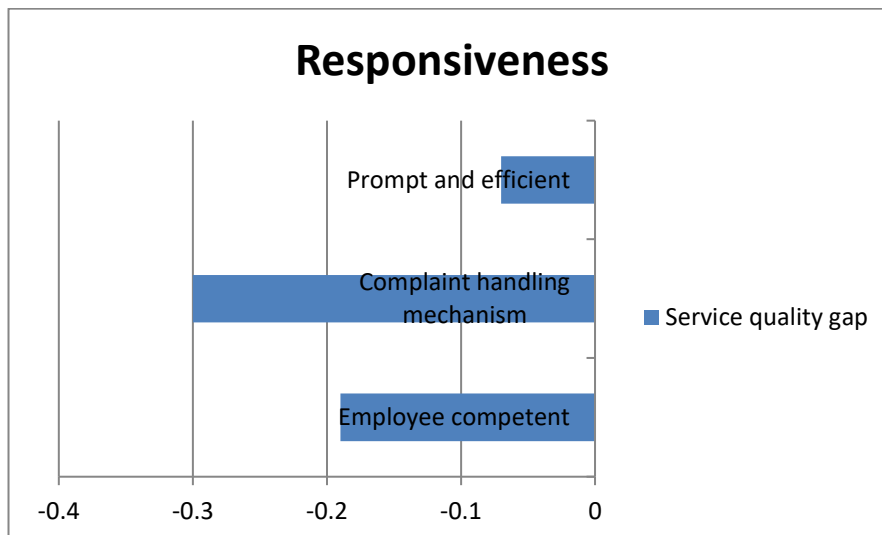 Responsiveness
Prompt and efficient
Complaint handling
mechanism
Service quality gap
Employee competent
-0.4 -0.3 -0.2 -0.1 0